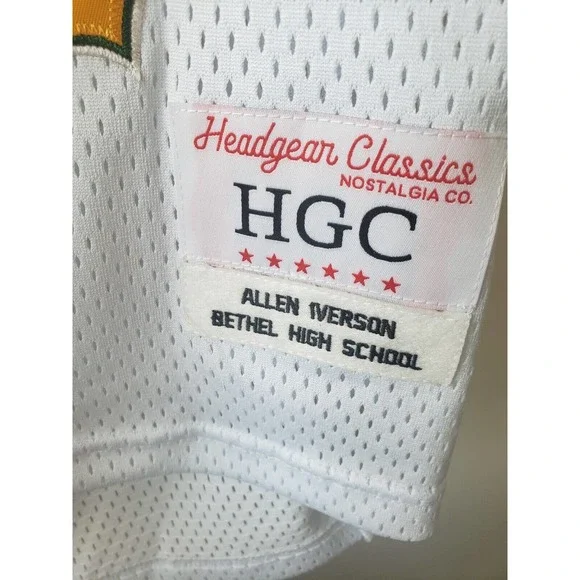 Headgear Classics
NOSTALGIA CO.
HGC
ALLEN IVERSON
BETHEL HIGH SCHOOL